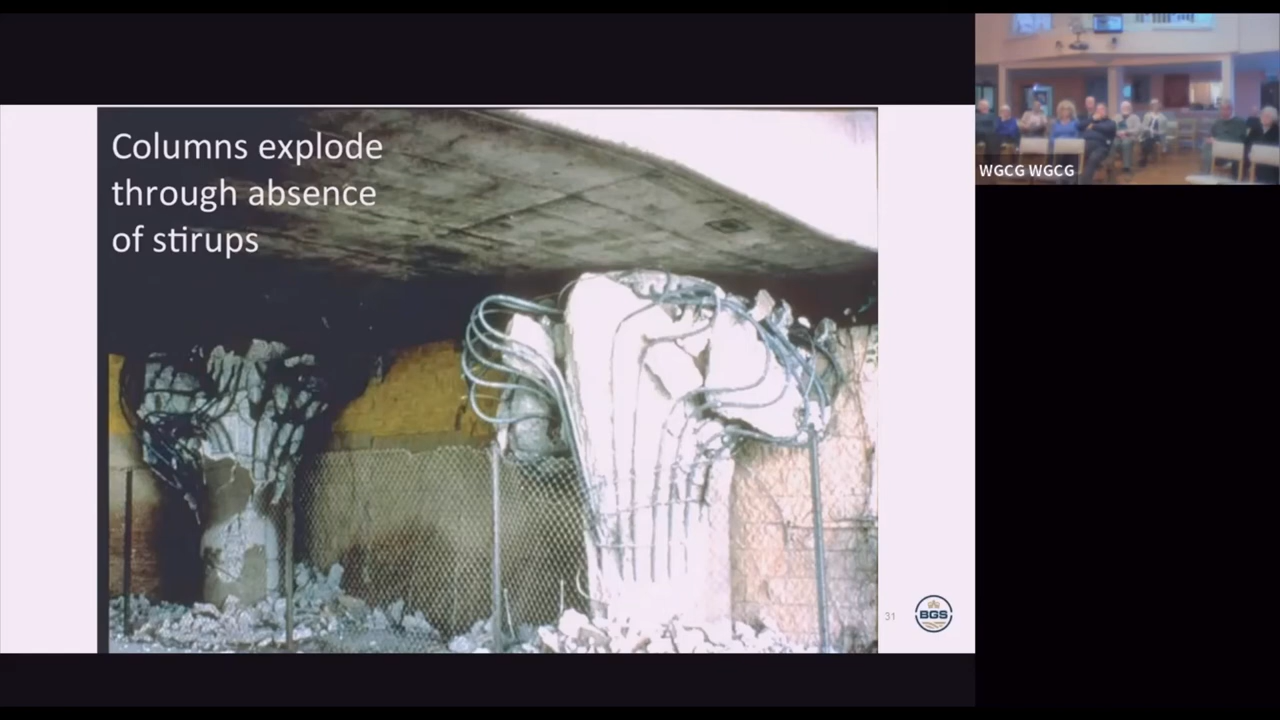 Columns explode
through absence
of stirups
31
BGS
WGCG WGCG